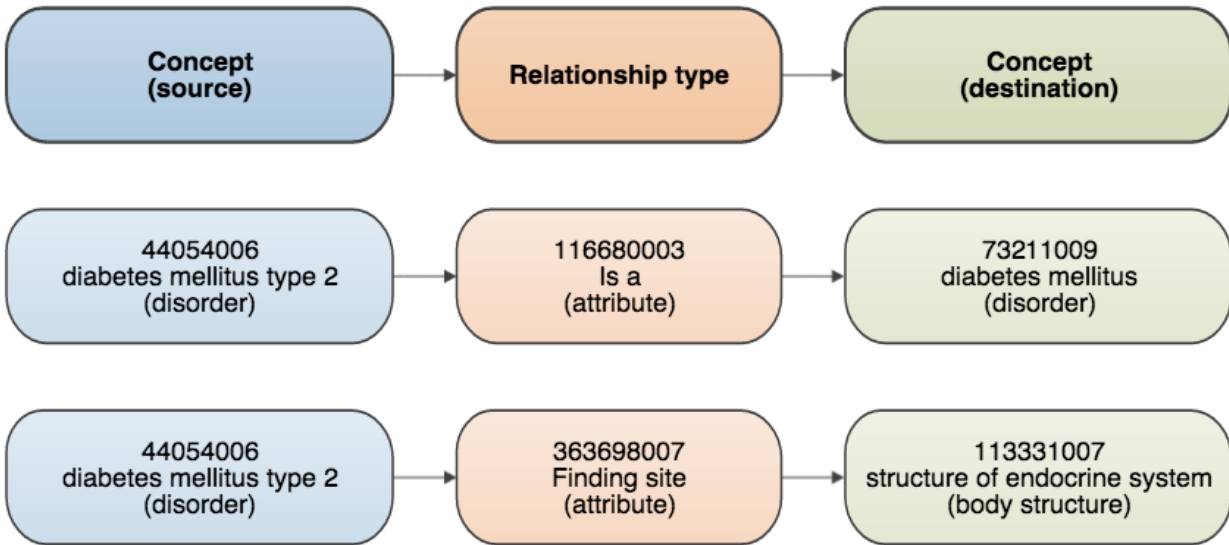 Concept
(source)
Relationship type
Concept
(destination)
44054006
diabetes mellitus type 2
(disorder)
116680003
Is a
(attribute)
73211009
diabetes mellitus
(disorder)
44054006
diabetes mellitus type 2
(disorder)
363698007
Finding site
(attribute)
113331007
structure of endocrine system
(body structure)